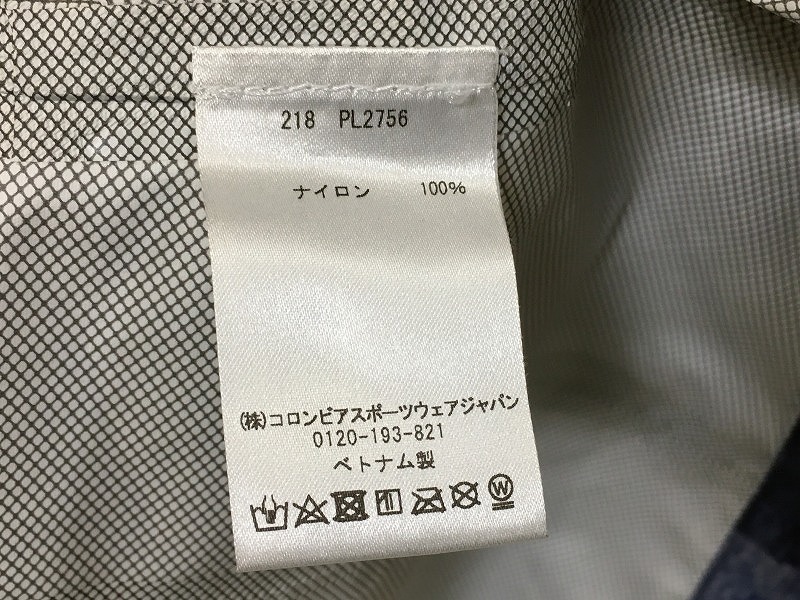 218 PL2756
ナイロン 100%
(株)コロンビアスポーツウェアジャパン
0120-193-821
ベトナム製
W